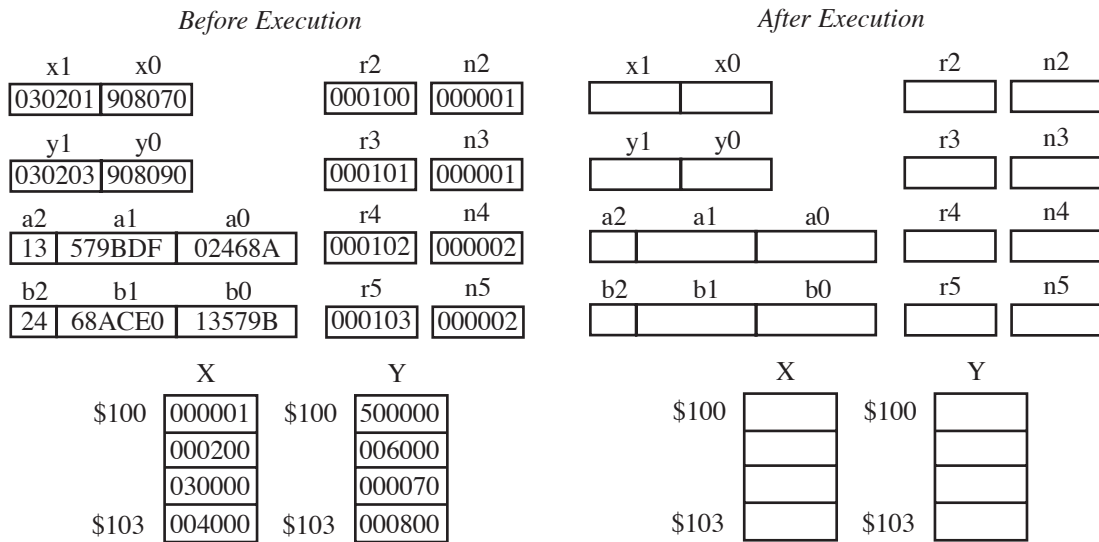 Before Execution After Execution
x1 x0 r2 n2 x1 x0 r2 n2
030201 908070 000100 000001
y1 y0 r3 n3 y1 y0 r3 n3
030203 908090 000101 000001
a2 a1 a0 r4 n4 a2 a1 a0 r4 n4
13 579BDF 02468A 000102 000002
b2 b1 b0 r5 n5 b2 b1 b0 r5 n5
24 68ACE0 13579B 000103 000002
X Y X Y
$100 000001 $100 500000 $100 $100
000200 006000
030000 000070
$103 004000 $103 000800 $103 $103